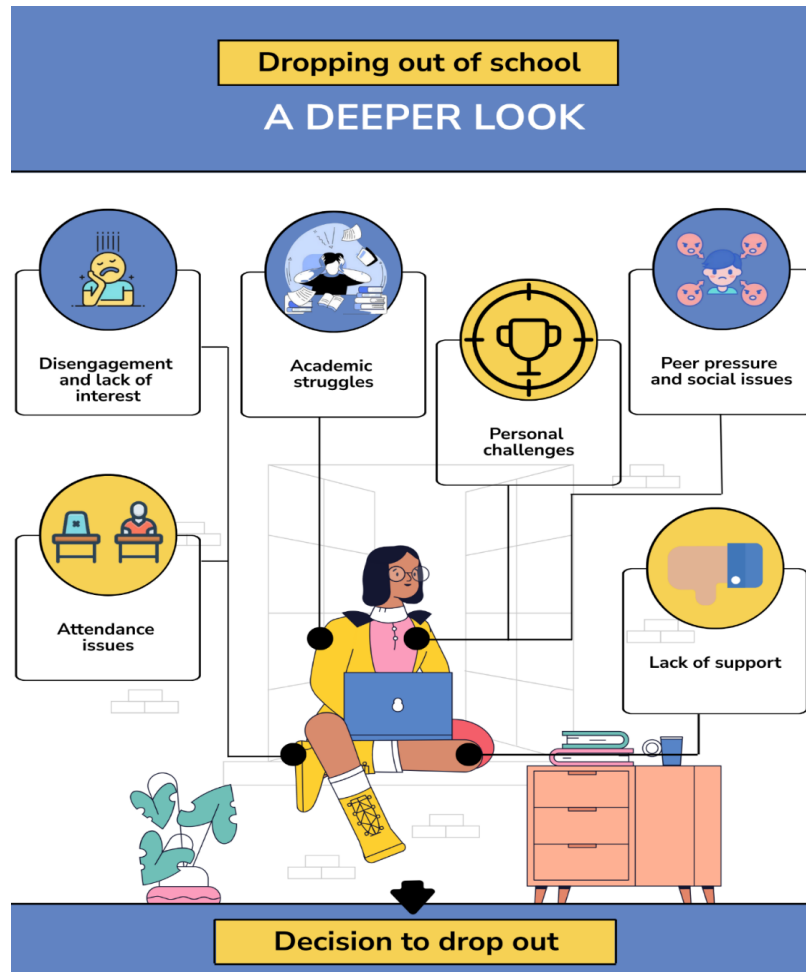 Dropping out of school
A DEEPER LOOK
Disengagement
and lack of
interest
Academic
struggles
Personal
challenges
Peer pressure
and social issues
Attendance
issues
Lack of support
Decision to drop out